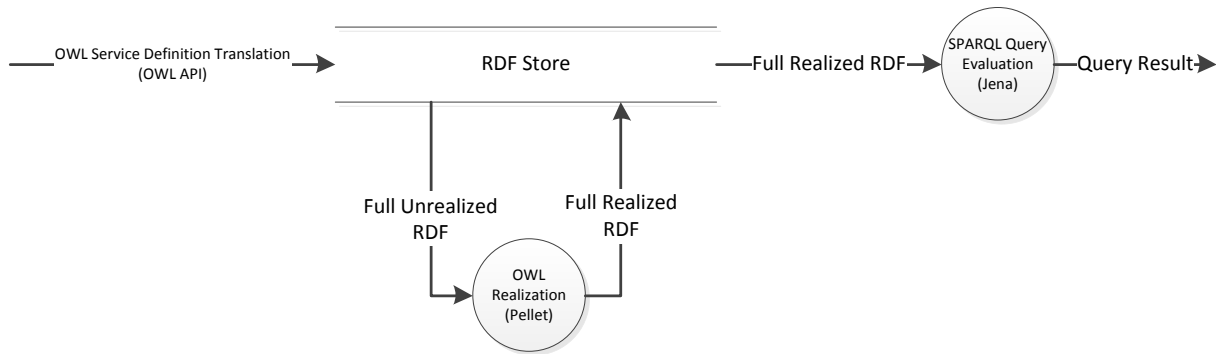 OWL Service Definition Translation
(OWL API)
RDF Store
Full Realized RDF
SPARQL Query
Evaluation
(Jena)
Query Result
Full Unrealized
RDF
Full Realized
RDF
OWL
Realization
(Pellet)